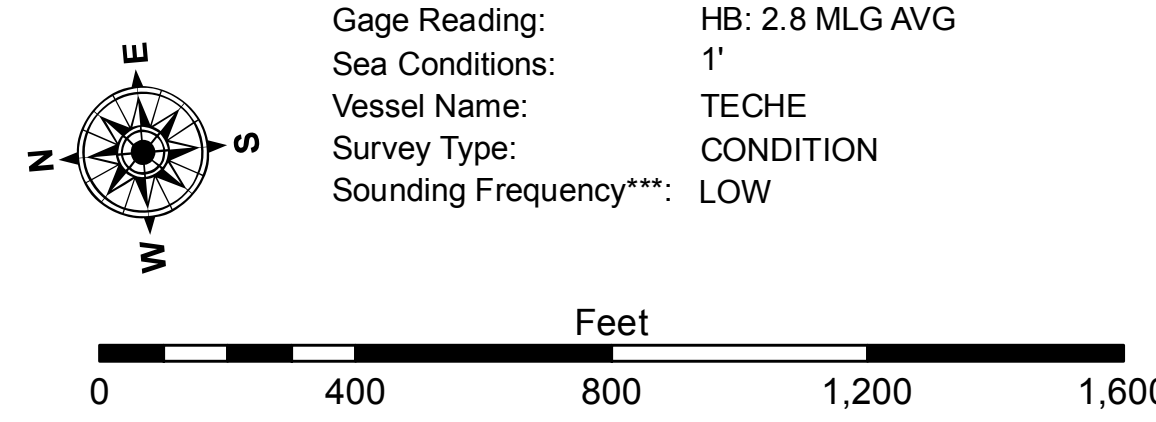 Gage Reading: HB: 2.8 MLG AVG
Sea Conditions: 1'
Vessel Name: TECHE
Survey Type: CONDITION
Sounding Frequency***: LOW
E
N S
W
Feet
0 400 800 1,200 1,600